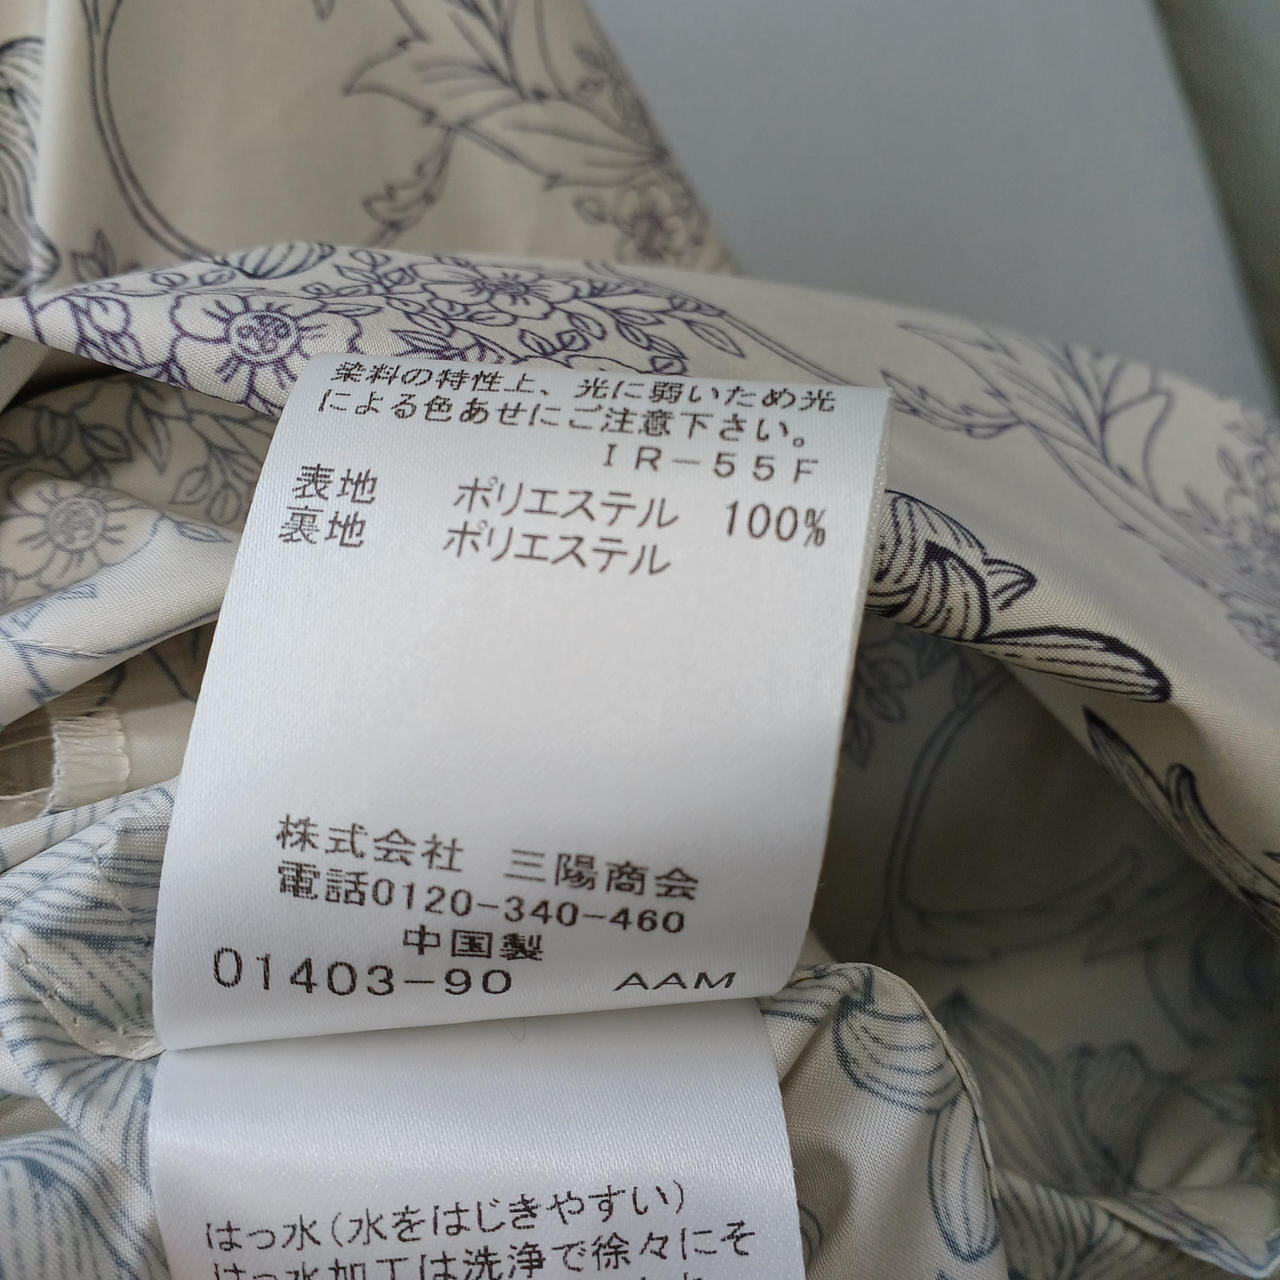 染料の特性上、光に弱いため光
による色あせにご注意下さい。
IR-55F
表地 ポリエステル 100%
裏地 ポリエステル
株式会社 三陽商会
電話0120-340-460
中国製
01403-90 AAM
はっ水(水をはじきやすい)
はっ水加工は洗浄で徐々にそ